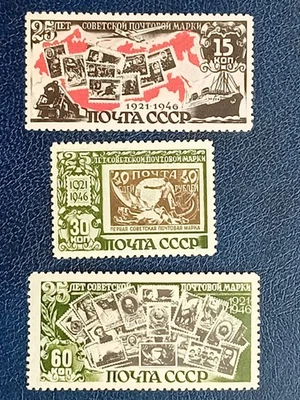 25 ЛЕТ СОВЕТСКОЙ ПОЧТОВОЙ МАРКИ
15
КОП
1921-1946
ПОЧТА СССР
25 ЛЕТ СОВЕТСКОЙ ПОЧТОВОЙ МАРКИ
1921
1946
ПОЧТА
РУБЛЕЙ
ПЕРВАЯ СОВЕТСКАЯ ПОЧТОВАЯ МАРКА
30
КОП
ПОЧТА СССР
25 ЛЕТ СОВЕТСКОЙ ПОЧТОВОЙ МАРКИ
1921
1946
60
КОП
ПОЧТА СССР